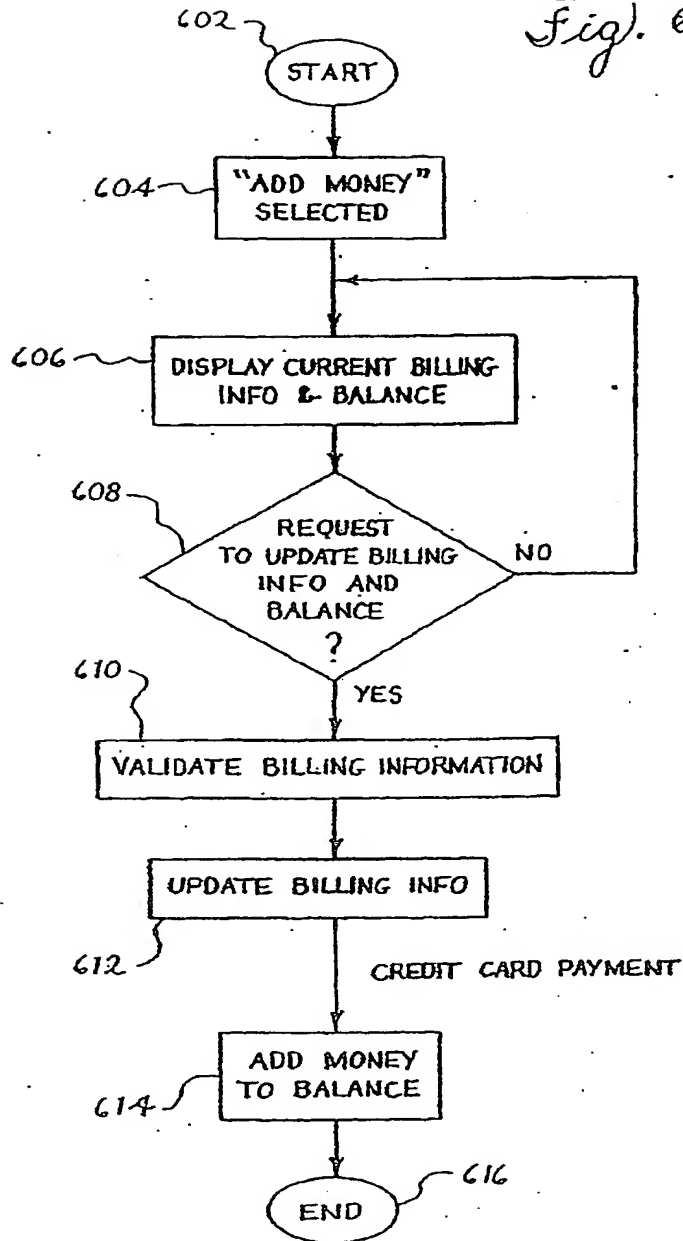 Fig. 6
602
START
604
"ADD MONEY"
SELECTED
606
DISPLAY CURRENT BILLING
INFO & BALANCE
608
REQUEST
TO UPDATE BILLING
INFO AND
BALANCE
?
NO
610
YES
VALIDATE BILLING INFORMATION
UPDATE BILLING INFO
612
CREDIT CARD PAYMENT
ADD MONEY
TO BALANCE
614
616
END